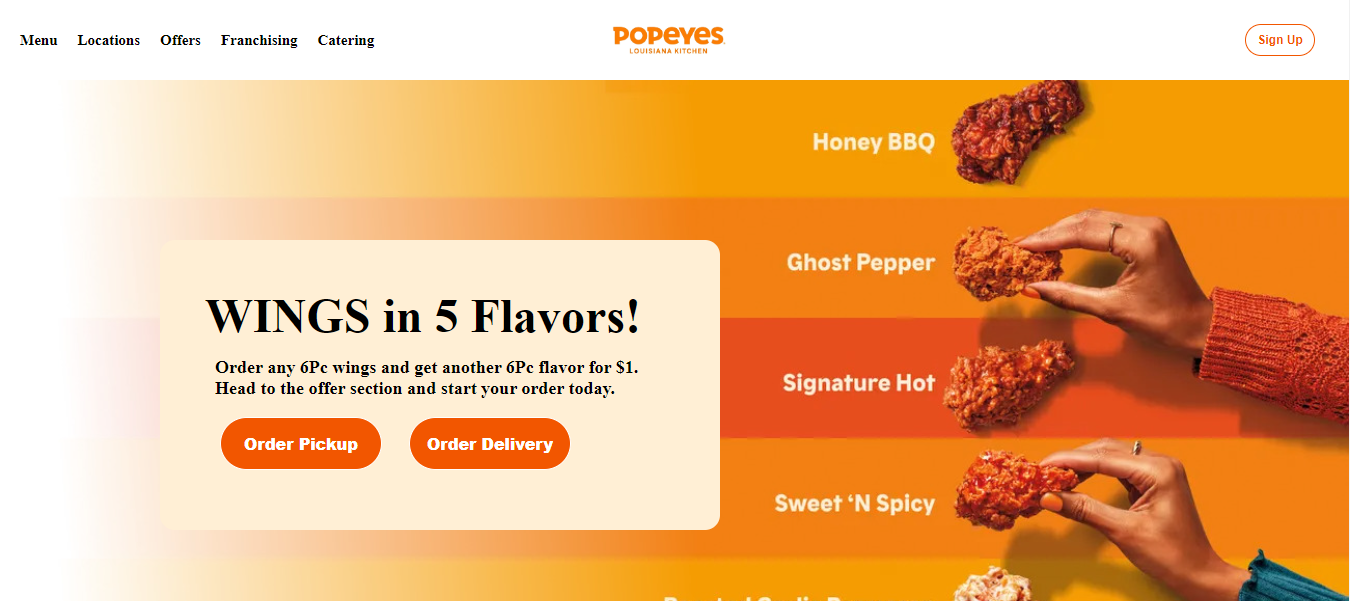 Menu Locations Offers Franchising Catering
POPEYES
LOUISIANA KITCHEN
Sign Up
Honey BBQ
Ghost Pepper
WINGS in 5 Flavors!
Order any 6Pc wings and get another 6Pc flavor for $1.
Head to the offer section and start your order today.
Signature Hot
Order Pickup Order Delivery
Sweet ‘N Spicy